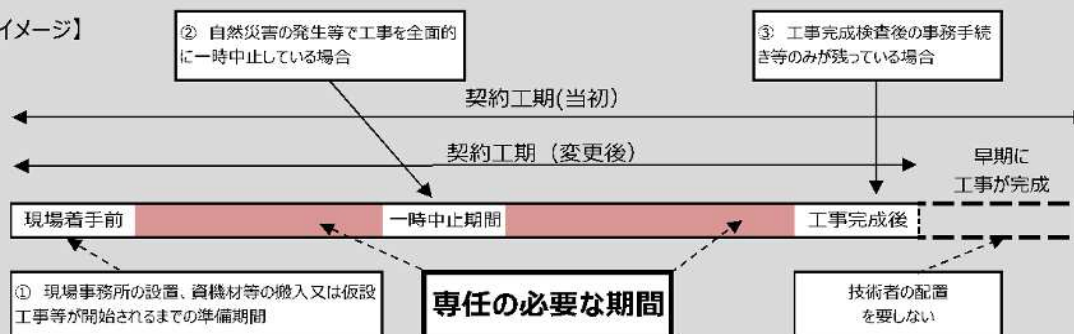 イメージ】
② 自然災害の発生等で工事を全面的
に一時中止している場合
③ 工事完成検査後の事務手続
き等のみが残っている場合
契約工期(当初)
契約工期（変更後）
早期に
工事が完成
現場着手前
一時中止期間
工事完成後
① 現場事務所の設置、資機材等の搬入又は仮設
工事等が開始されるまでの準備期間
専任の必要な期間
技術者の配置
を要しない